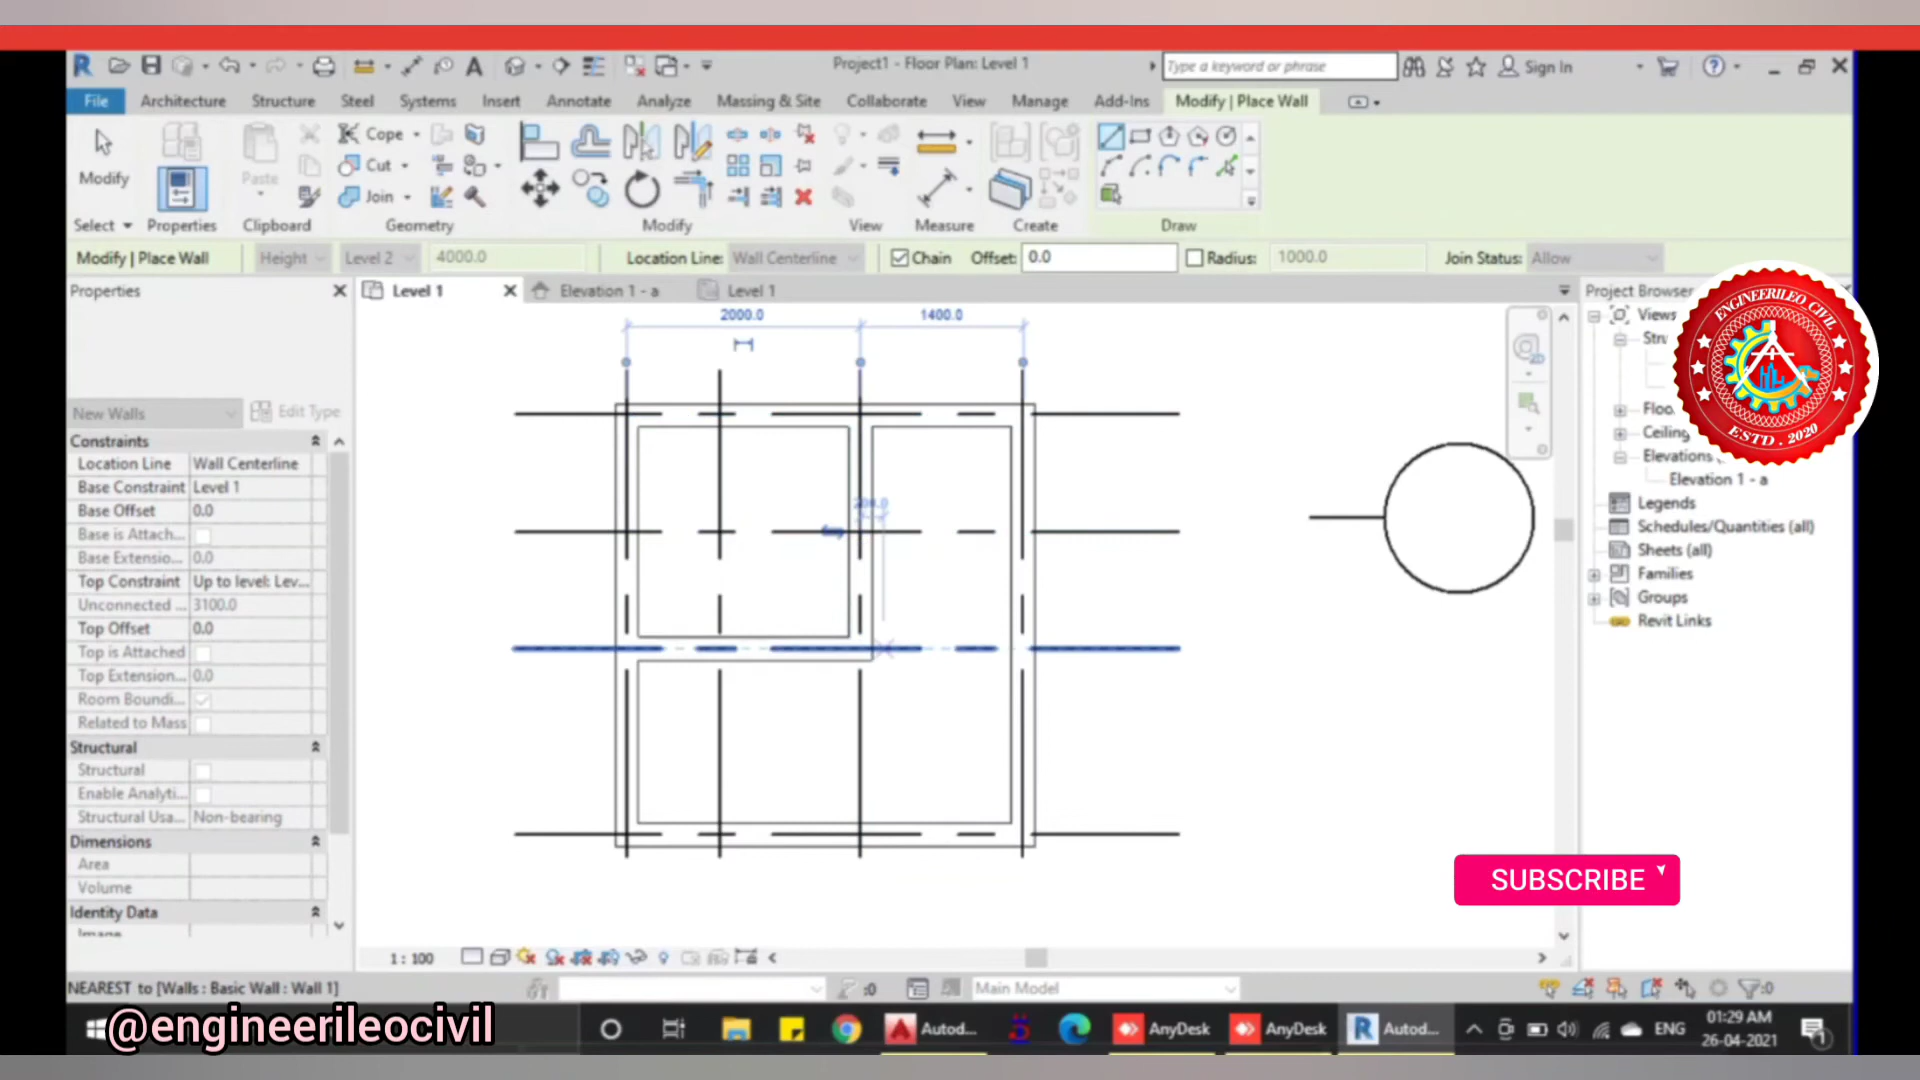 Project1 - Floor Plan: Level 1
Type a keyword or phrase
Sign In
File
Architecture
Structure
Steel
Systems
Insert
Annotate
Analyze
Massing & Site
Collaborate
View
Manage
Add-Ins
Modify | Place Wall
Modify
Paste
Cope
Cut
Join
Select
Properties
Clipboard
Geometry
Modify
View
Measure
Create
Draw
Modify | Place Wall
Height
Level 2
4000.0
Location Line:
Wall Centerline
Chain
Offset:
0.0
Radius:
1000.0
Join Status:
Allow
Properties
Level 1
Elevation 1 - a
Level 1
New Walls
Edit Type
Constraints
Location Line Wall Centerline
Base Constraint Level 1
Base Offset 0.0
Base is Attach...
Base Extensio... 0.0
Top Constraint Up to level: Lev...
Unconnected ... 3100.0
Top Offset 0.0
Top is Attached
Top Extension... 0.0
Room Boundi...
Related to Mass
Structural
Structural
Enable Analyti...
Structural Usa... Non-bearing
Dimensions
Area
Volume
Identity Data
Image
2000.0
1400.0
Project Browser
Views
Elevations
Elevation 1 - a
Legends
Schedules/Quantities (all)
Sheets (all)
Families
Groups
Revit Links
ENGINEERILEO CIVIL
ESTD . 2020
SUBSCRIBE
1 : 100
NEAREST to [Walls : Basic Wall : Wall 1]
:0
Main Model
:0
@engineerileocivil
Autod...
AnyDesk
AnyDesk
Autod...
ENG
01:29 AM
26-04-2021
1